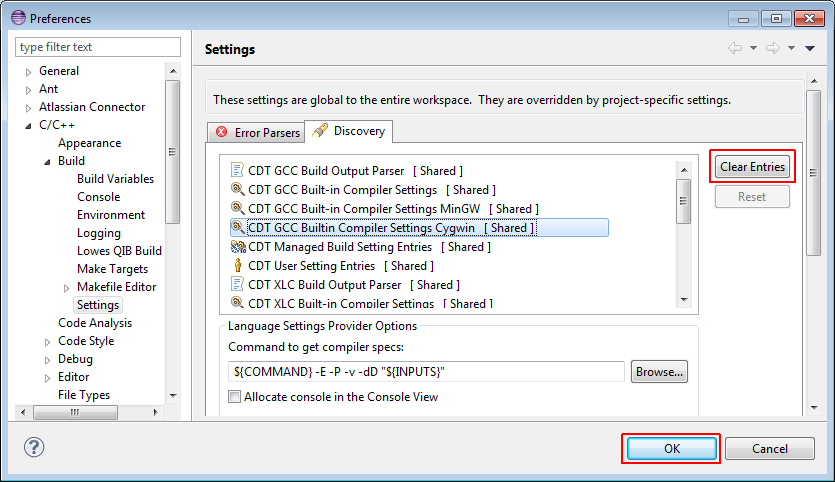 Preferences
type filter text
General
Ant
Atlassian Connector
C/C++
Appearance
Build
Build Variables
Console
Environment
Logging
Lowes QIB Build
Make Targets
Makefile Editor
Settings
Code Analysis
Code Style
Debug
Editor
File Types
Settings
These settings are global to the entire workspace. They are overridden by project-specific settings.
Error Parsers
Discovery
CDT GCC Build Output Parser [ Shared ]
CDT GCC Built-in Compiler Settings [ Shared ]
CDT GCC Built-in Compiler Settings MinGW [ Shared ]
CDT GCC Builtin Compiler Settings Cygwin [ Shared ]
CDT Managed Build Setting Entries [ Shared ]
CDT User Setting Entries [ Shared ]
CDT XLC Build Output Parser [ Shared ]
CDT XLC Built-in Compiler Settings [ Shared ]
Clear Entries
Reset
Language Settings Provider Options
Command to get compiler specs:
${COMMAND} -E -P -v -dD "${INPUTS}"
Browse...
Allocate console in the Console View
?
OK
Cancel